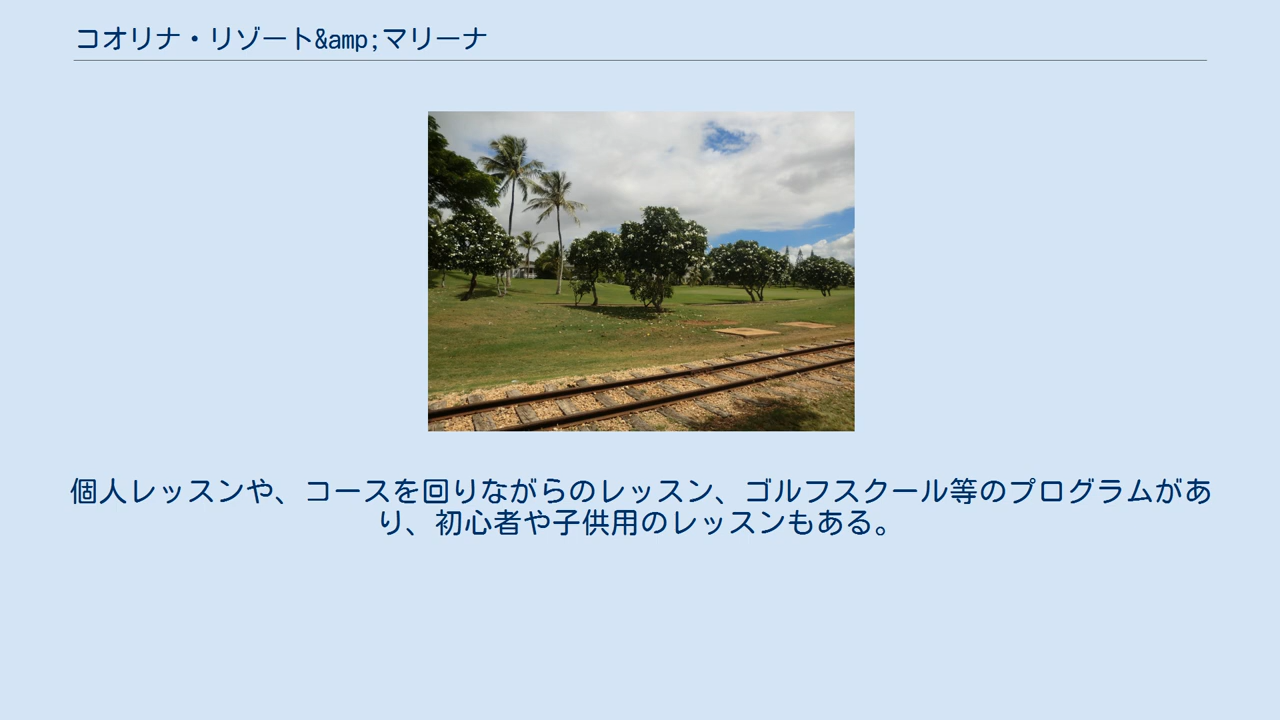 コオリナ・リゾート&amp;マリーナ
個人レッスンや、コースを回りながらのレッスン、ゴルフスクール等のプログラムがあ
り、初心者や子供用のレッスンもある。